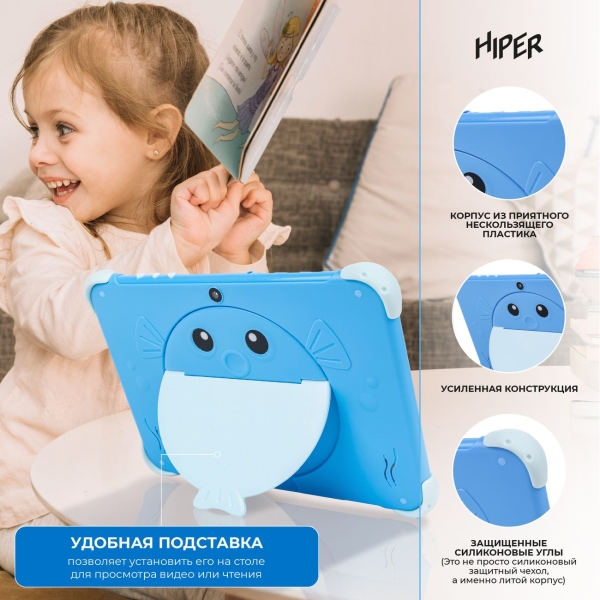 HIPER
КОРПУС ИЗ ПРИЯТНОГО
НЕСКОЛЬЗЯЩЕГО
ПЛАСТИКА
УСИЛЕННАЯ КОНСТРУКЦИЯ
ЗАЩИЩЕННЫЕ
СИЛИКОНОВЫЕ УГЛЫ
(Это не просто силиконовый
защитный чехол,
а именно литой корпус)
УДОБНАЯ ПОДСТАВКА
позволяет установить его на столе
для просмотра видео или чтения